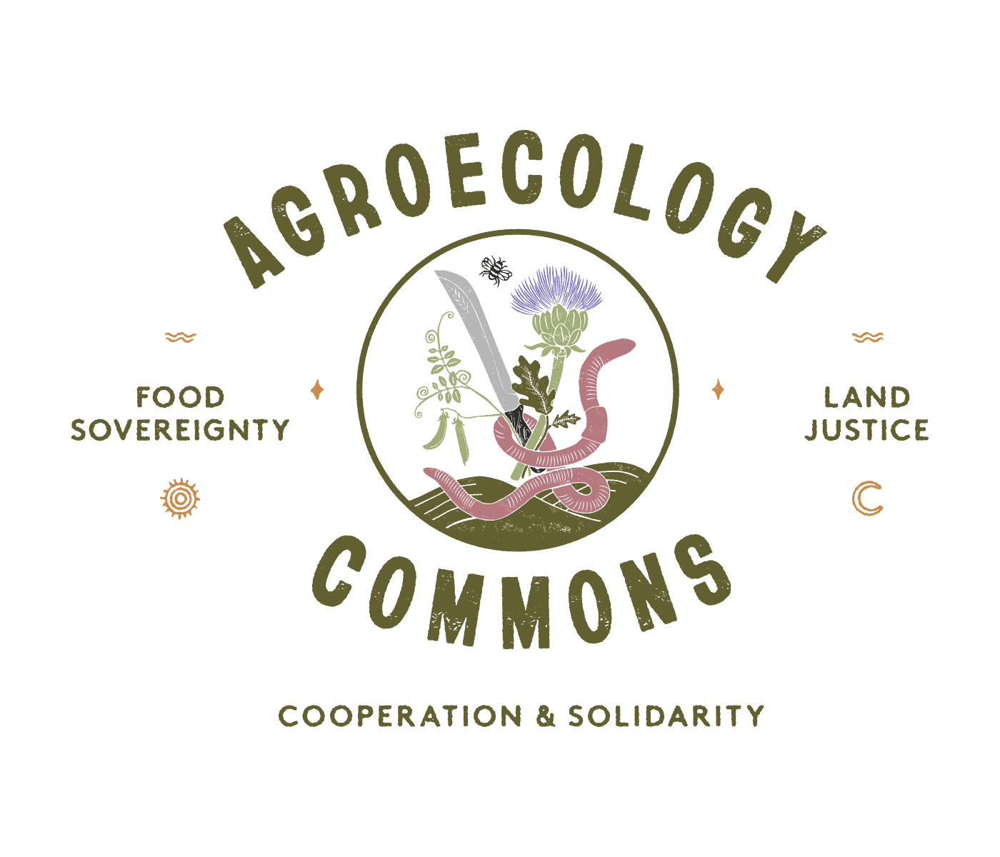 AGROECOLOGY
FOOD
SOVEREIGNTY
LAND
JUSTICE
COMMONS
COOPERATION & SOLIDARITY